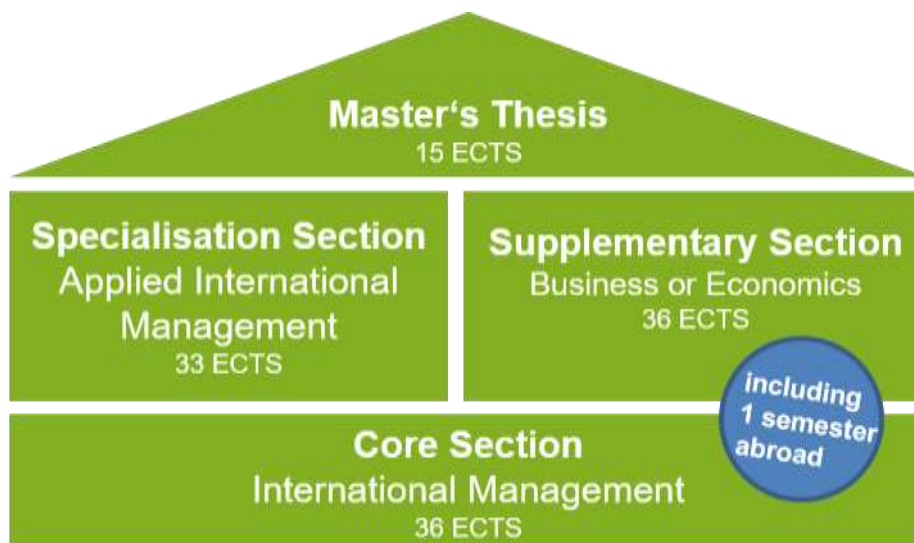 Master‘s Thesis
15 ECTS
Specialisation Section
Applied International
Management
33 ECTS
Supplementary Section
Business or Economics
36 ECTS
including
1 semester
abroad
Core Section
International Management
36 ECTS